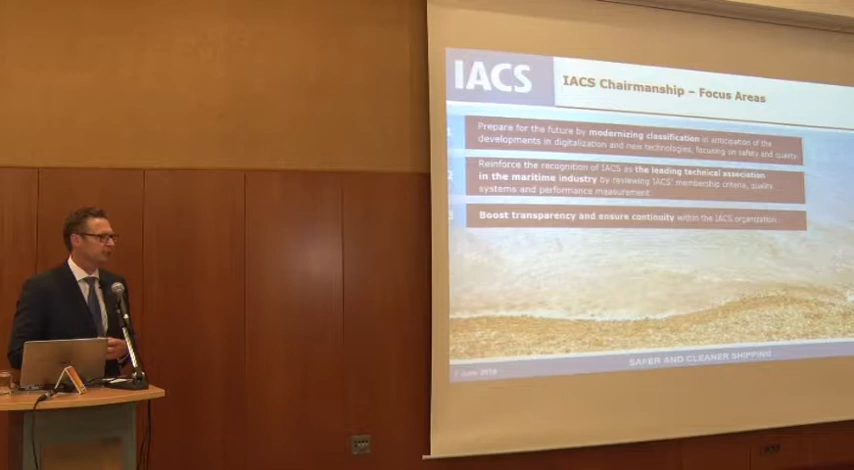 IACS
IACS Chairmanship – Focus Areas
1
Prepare for the future by modernizing classification in anticipation of the
developments in digitalization and new technologies, focusing on safety and quality
2
Reinforce the recognition of IACS as the leading technical association
in the maritime industry by reviewing IACS' membership criteria, quality
systems and performance measurement
3
Boost transparency and ensure continuity within the IACS organization
SAFER AND CLEANER SHIPPING
June